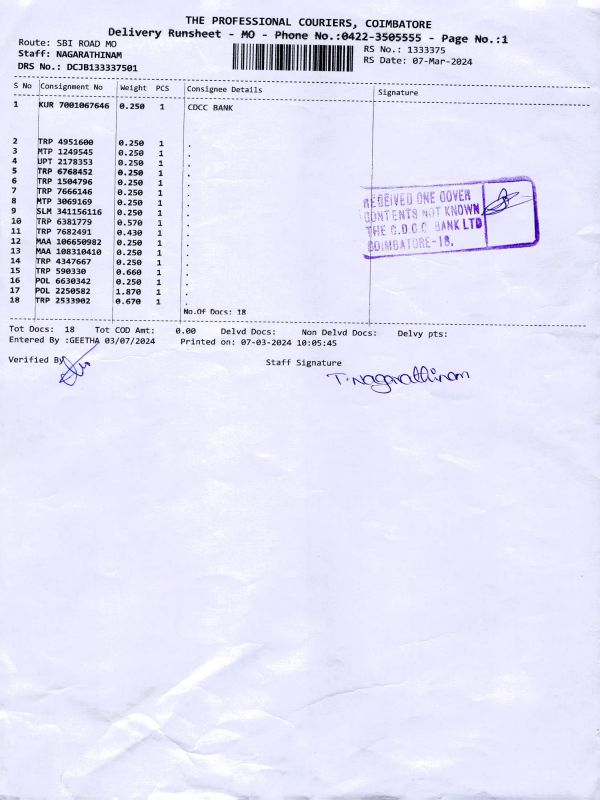 THE PROFESSIONAL COURIERS, COIMBATORE
Delivery Runsheet - MO - Phone No.:0422-3505555 - Page No.:1
Route: SBI ROAD MO
RS No.: 1333375
Staff: NAGARATHINAM
RS Date: 07-Mar-2024
DRS No.: DCJB133337501
S No Consignment No Weight PCS Consignee Details Signature
1 KUR 7001067646 0.250 1 CDCC BANK
2 TRP 4951600 0.250 1 .
3 MTP 1249545 0.250 1 .
4 UPT 2178353 0.250 1 .
5 TRP 6768452 0.250 1 .
6 TRP 1504796 0.250 1 .
7 TRP 7666146 0.250 1 .
8 MTP 3069169 0.250 1 .
9 SLM 341156116 0.250 1 .
10 TRP 6381779 0.570 1 .
11 TRP 7682491 0.430 1 .
12 MAA 106650982 0.250 1 .
13 MAA 108310410 0.250 1 .
14 TRP 4347667 0.250 1 .
15 TRP 590330 0.660 1 .
16 POL 6630342 0.250 1 .
17 POL 2250582 1.870 1 .
18 TRP 2533902 0.670 1
No.Of Docs: 18
RECEIVED ONE COVER
CONTENTS NOT KNOWN
THE C.D.C.C. BANK LTD
COIMBATORE-18.
Tot Docs: 18 Tot COD Amt: 0.00 Delvd Docs: Non Delvd Docs: Delvy pts:
Entered By :GEETHA 03/07/2024 Printed on: 07-03-2024 10:05:45
Verified By
Staff Signature
T. Nagarathinam